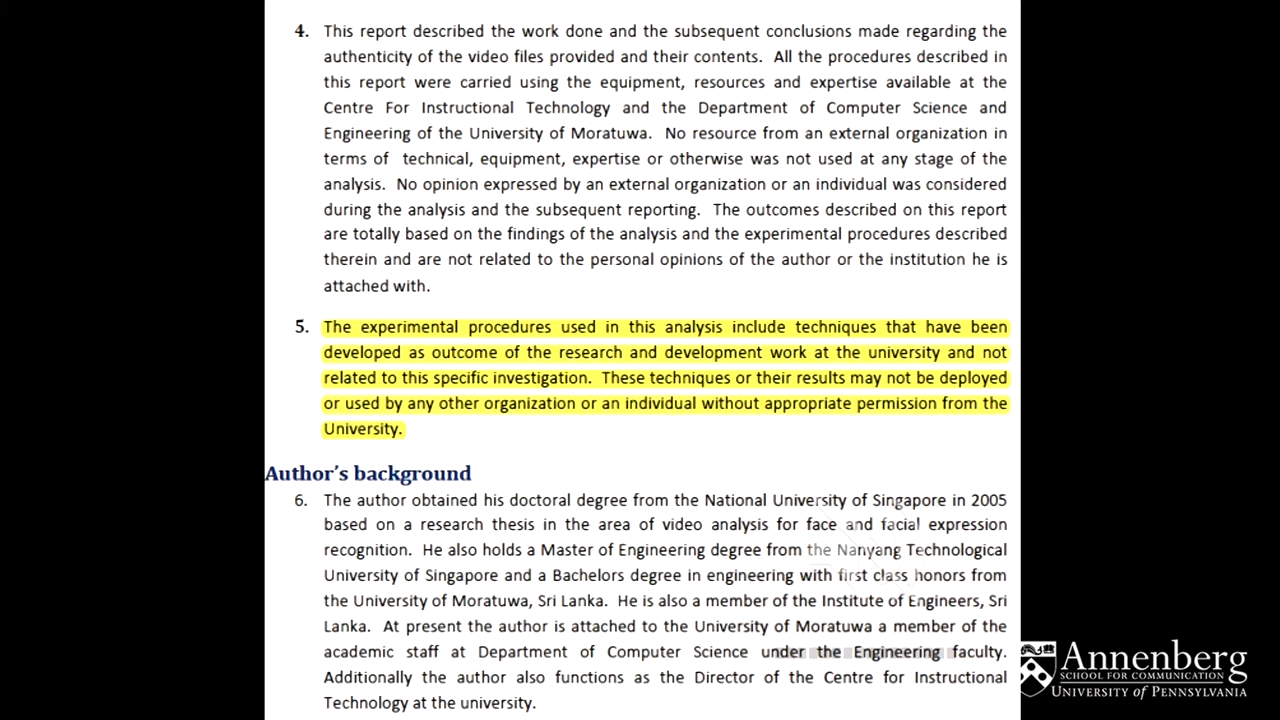 4. This report described the work done and the subsequent conclusions made regarding the
authenticity of the video files provided and their contents. All the procedures described in
this report were carried using the equipment, resources and expertise available at the
Centre For Instructional Technology and the Department of Computer Science and
Engineering of the University of Moratuwa. No resource from an external organization in
terms of technical, equipment, expertise or otherwise was not used at any stage of the
analysis. No opinion expressed by an external organization or an individual was considered
during the analysis and the subsequent reporting. The outcomes described on this report
are totally based on the findings of the analysis and the experimental procedures described
therein and are not related to the personal opinions of the author or the institution he is
attached with.
5. The experimental procedures used in this analysis include techniques that have been
developed as outcome of the research and development work at the university and not
related to this specific investigation. These techniques or their results may not be deployed
or used by any other organization or an individual without appropriate permission from the
University.
Author's background
6. The author obtained his doctoral degree from the National University of Singapore in 2005
based on a research thesis in the area of video analysis for face and facial expression
recognition. He also holds a Master of Engineering degree from the Nanyang Technological
University of Singapore and a Bachelors degree in engineering with first class honors from
the University of Moratuwa, Sri Lanka. He is also a member of the Institute of Engineers, Sri
Lanka. At present the author is attached to the University of Moratuwa a member of the
academic staff at Department of Computer Science under the Engineering faculty.
Additionally the author also functions as the Director of the Centre for Instructional
Technology at the university.
Annenberg
SCHOOL FOR COMMUNICATION
UNIVERSITY OF PENNSYLVANIA